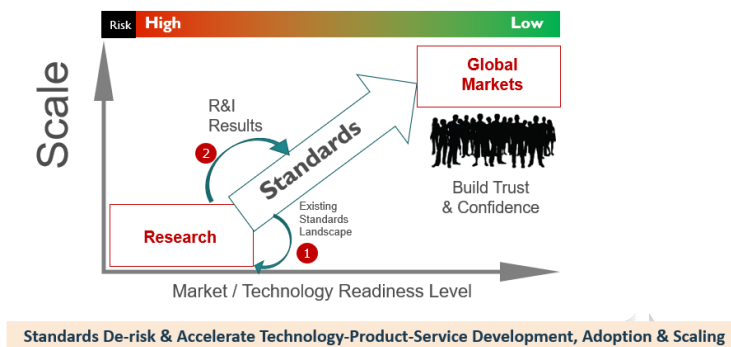 Risk High Low
Scale
Global
Markets
R&I
Results
2
Standards
Build Trust
& Confidence
Existing
Standards
Landscape
1
Research
Market / Technology Readiness Level
Standards De-risk & Accelerate Technology-Product-Service Development, Adoption & Scaling